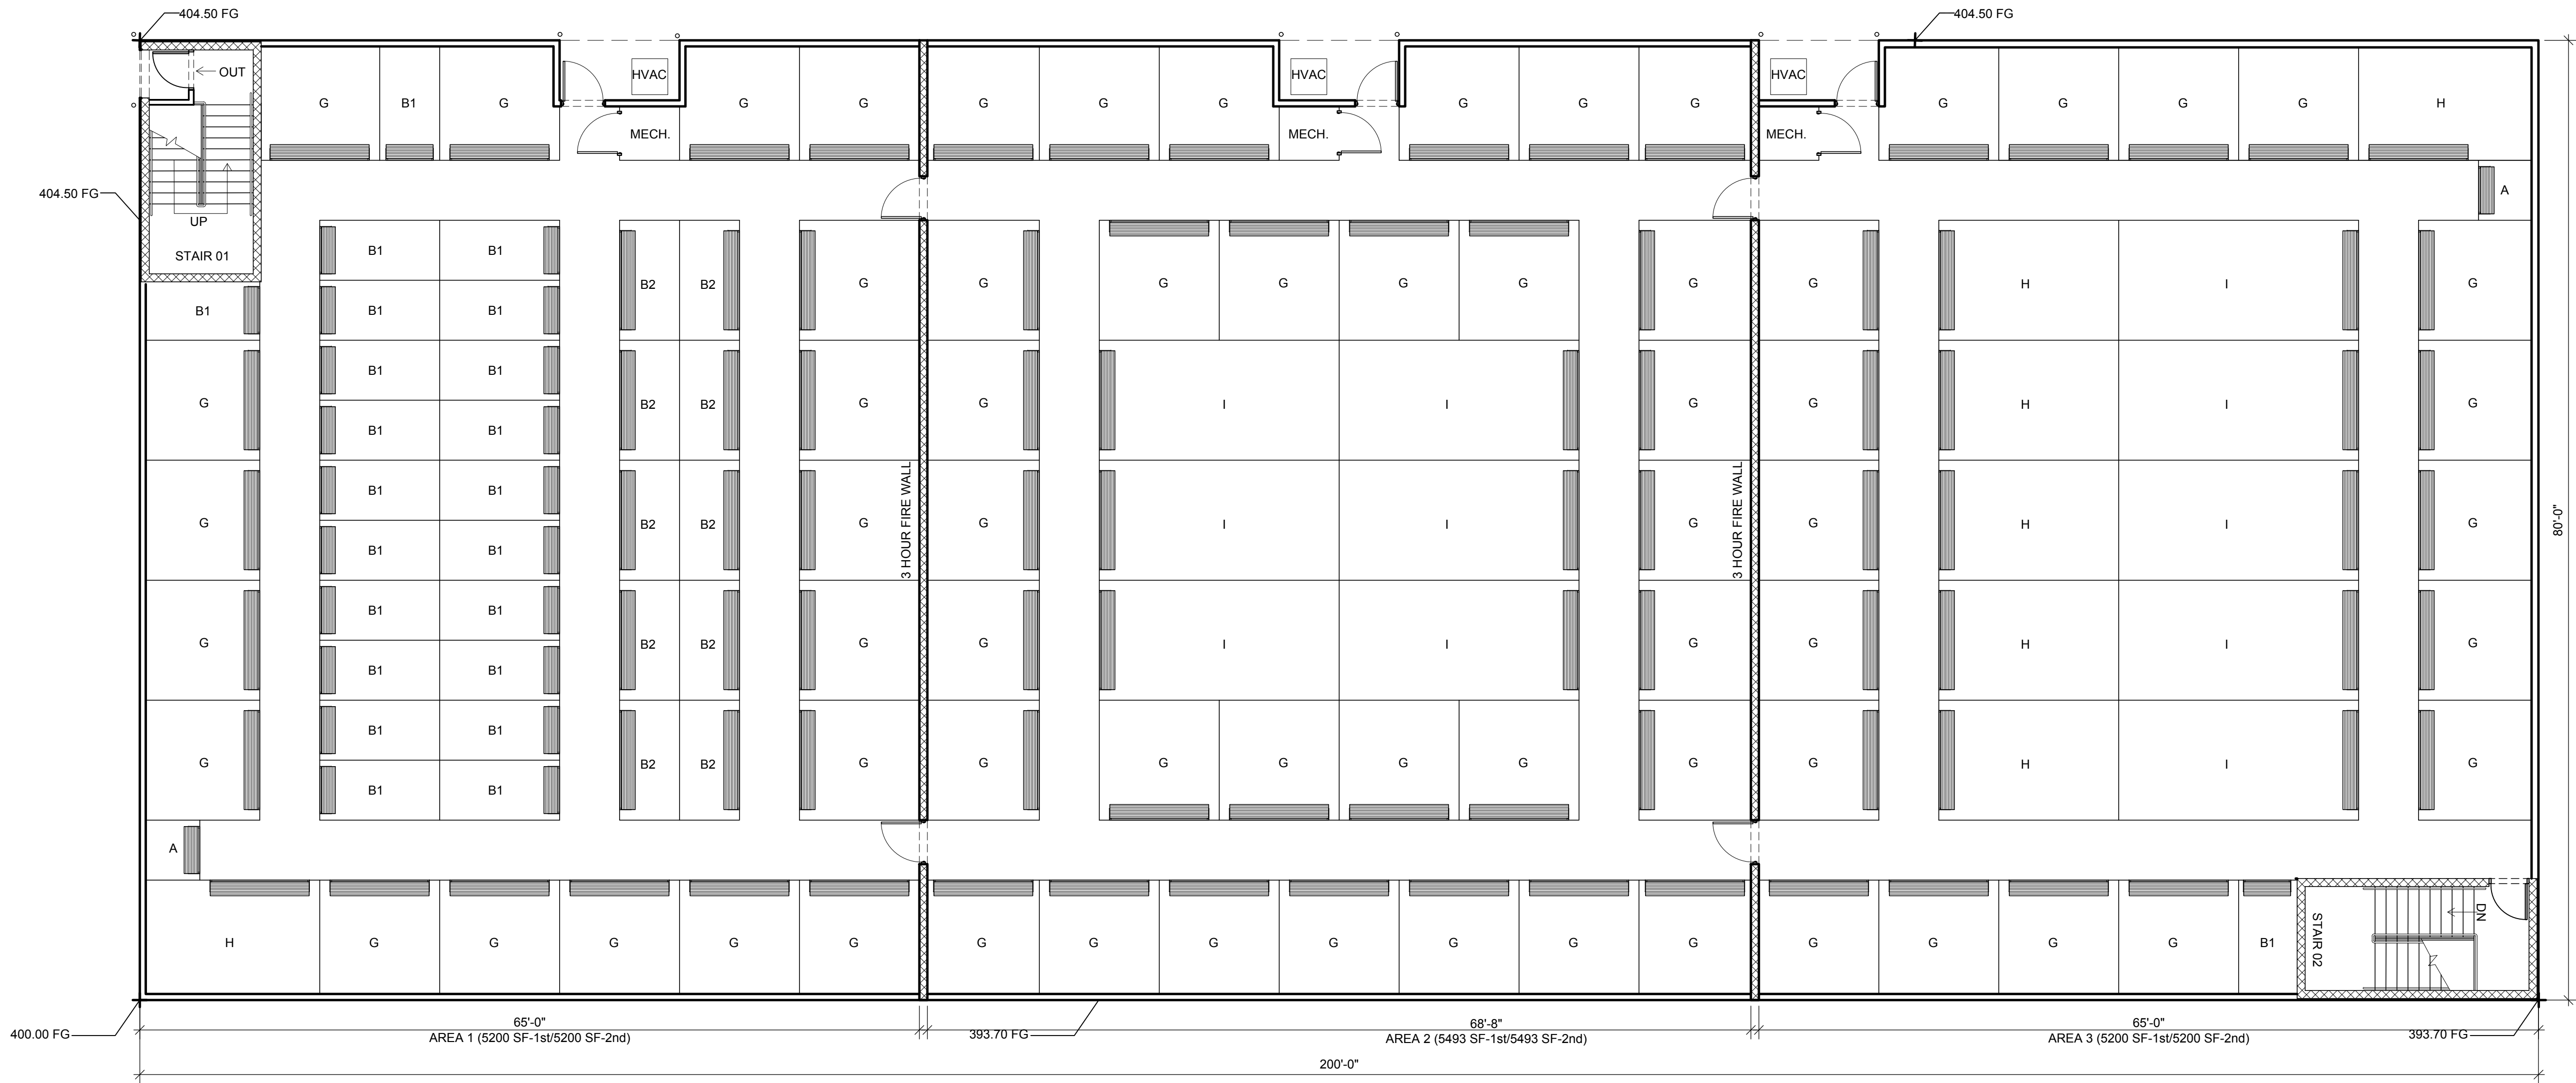 404.50 FG
404.50 FG
OUT
HVAC
HVAC
HVAC
G B1 G G G G G G G G G G G G G H
MECH.
MECH.
MECH.
404.50 FG
A
UP
STAIR 01
B1 B1
B2 B2 G G G G G G G G H I G
B1 B1 B1
B1 B1
G B2 B2 G G I I G G H I G
B1 B1
B1 B1
G B2 B2 G G I I G G H I G
3 HOUR FIRE WALL
3 HOUR FIRE WALL
80'-0"
B1 B1
B1 B1
G B2 B2 G G I I G G H I G
B1 B1
B1 B1
G B2 B2 G G G G G G G G H I G
B1 B1
A
DN
STAIR 02
H G G G G G G G G G G G G G G G G B1
400.00 FG
65'-0"
AREA 1 (5200 SF-1st/5200 SF-2nd)
393.70 FG
68'-8"
AREA 2 (5493 SF-1st/5493 SF-2nd)
65'-0"
AREA 3 (5200 SF-1st/5200 SF-2nd)
393.70 FG
200'-0"